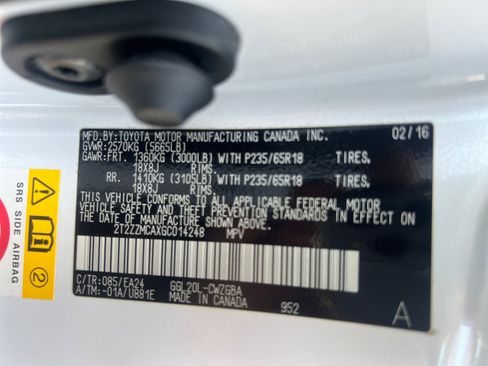 MFD.BY:TOYOTA MOTOR MANUFACTURING CANADA INC. 02/16
GVWR:2570KG (5665LB)
GAWR:FRT. 1360KG (3000LB) WITH P235/65R18 TIRES,
18X8J RIMS.
RR. 1410KG (3105LB) WITH P235/65R18 TIRES,
18X8J RIMS.
THIS VEHICLE CONFORMS TO ALL APPLICABLE FEDERAL MOTOR
VEHICLE SAFETY AND THEFT PREVENTION STANDARDS IN EFFECT ON
THE DATE OF MANUFACTURE SHOWN ABOVE.
2T2ZZMCAXGC014248 MPV
C/TR:085/EA24 GGL20L-CWZGBA
A/TM:-01A/U881E MADE IN CANADA 952 A
SRS SIDE AIRBAG